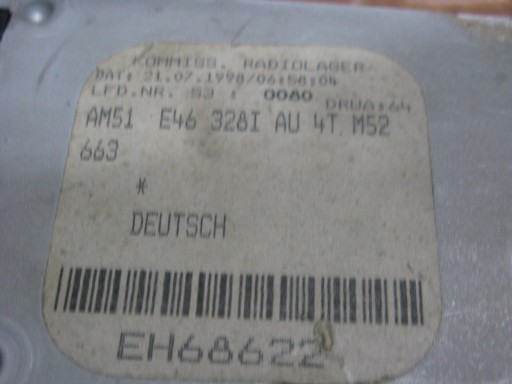 KOMMISS. RADIOLAGER
DAT: 21.07.1998/06:58:04
LFD.NR. S3 : 0080
DRUA:64
AM51 E46 328I AU 4T M52
663
*
DEUTSCH
EH68622